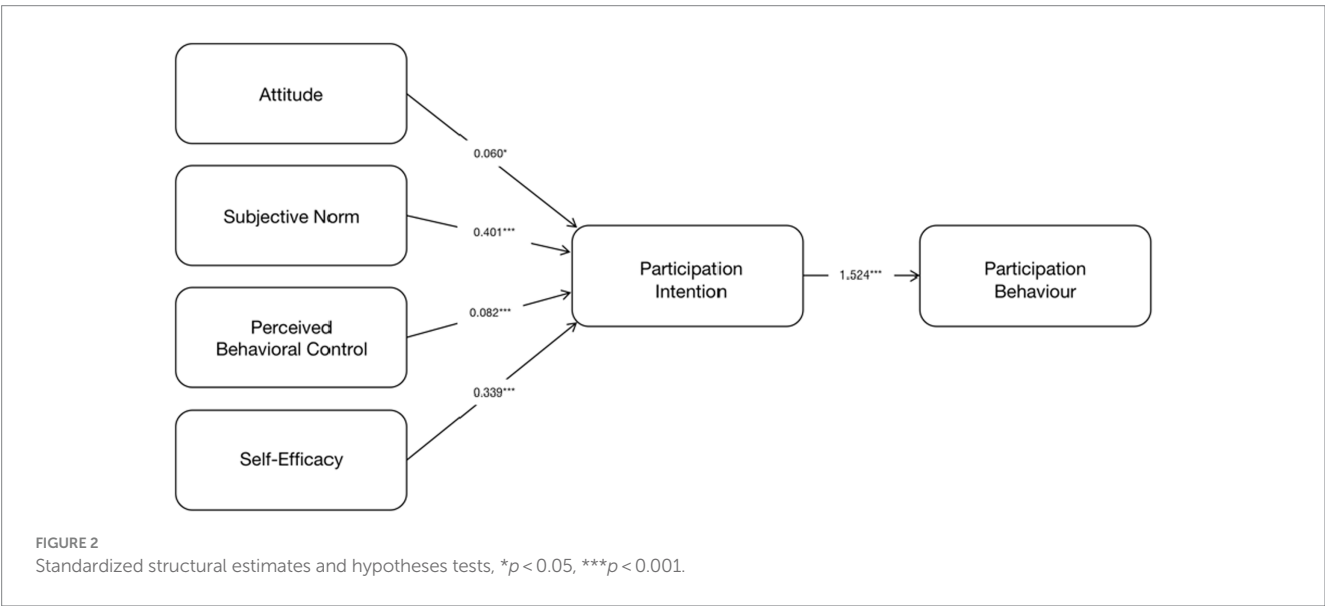 Attitude
0.060*
Subjective Norm
0.401***
Participation
Intention
1.524***
Participation
Behaviour
Perceived
Behavioral Control
0.082***
0.339***
Self-Efficacy
FIGURE 2
Standardized structural estimates and hypotheses tests, *p < 0.05, ***p < 0.001.